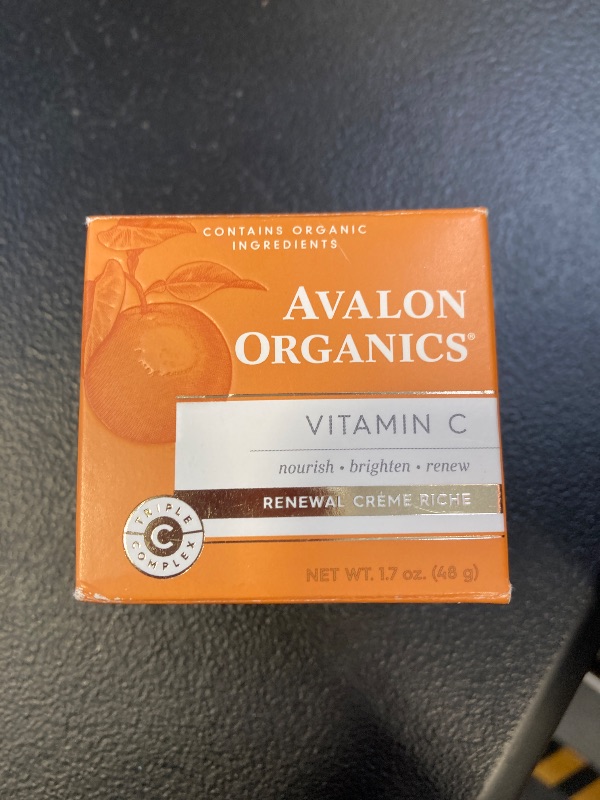 CONTAINS ORGANIC
INGREDIENTS
AVALON
ORGANICS®
VITAMIN C
nourish • brighten • renew
RENEWAL CRÈME RICHE
TRIPLE
C
COMPLEX
NET WT. 1.7 oz. (48 g)